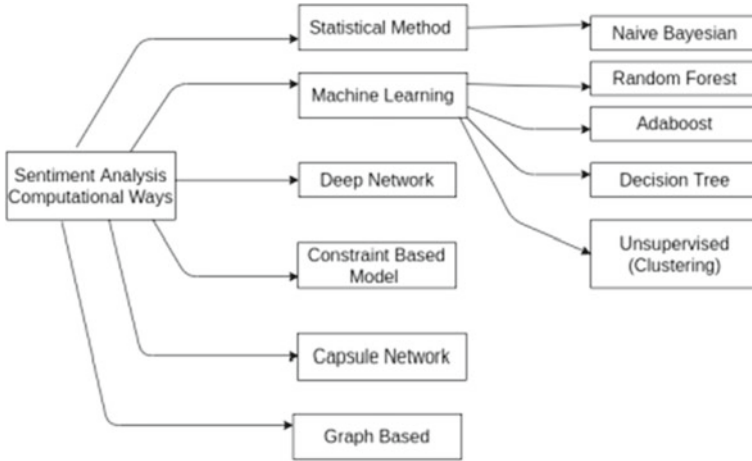 Sentiment Analysis
Computational Ways
Statistical Method
Machine Learning
Deep Network
Constraint Based
Model
Capsule Network
Graph Based
Naive Bayesian
Random Forest
Adaboost
Decision Tree
Unsupervised
(Clustering)